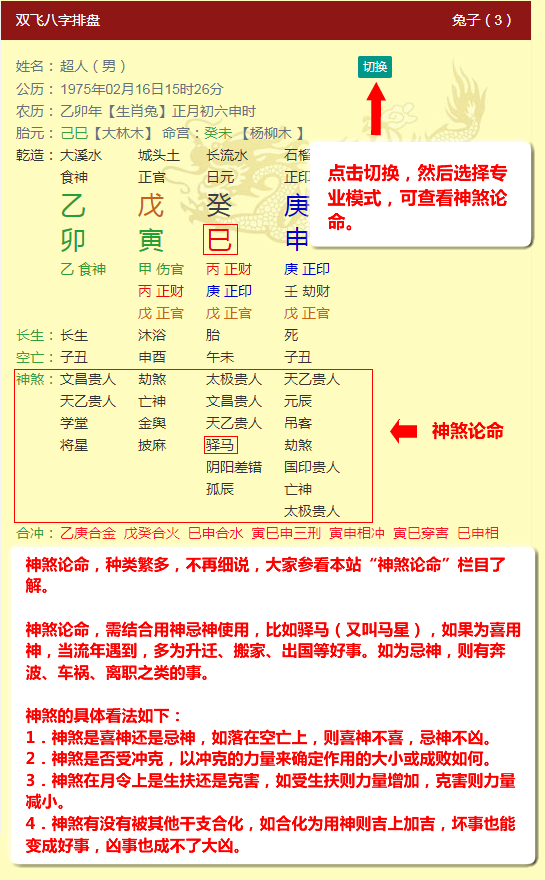 双飞八字排盘 兔子（3）
姓名： 超人（男） 切换
公历： 1975年02月16日15时26分
农历： 乙卯年【生肖兔】正月初六申时
胎元： 己巳【大林木】 命宫：癸未 【杨柳木 】
乾造： 大溪水 城头土 长流水 石榴
食神 正官 日元 正印
乙 戊 癸 庚
卯 寅 巳 申
点击切换，然后选择专
业模式，可查看神煞论
命。
乙 食神 甲 伤官 丙 正财 庚 正印
丙 正财 庚 正印 壬 劫财
戊 正官 戊 正官 戊 正官
长生： 长生 沐浴 胎 死
空亡： 子丑 申酉 午未 子丑
神煞： 文昌贵人 劫煞 太极贵人 天乙贵人
天乙贵人 亡神 文昌贵人 元辰
学堂 金舆 天乙贵人 吊客
将星 披麻 驿马 劫煞
阴阳差错 国印贵人
孤辰 亡神
太极贵人
神煞论命
合冲： 乙庚合金 戊癸合火 巳申合水 寅巳申三刑 寅申相冲 寅巳穿害 巳申相
神煞论命，种类繁多，不再细说，大家参看本站“神煞论命”栏目了
解。
神煞论命，需结合用神忌神使用，比如驿马（又叫马星），如果为喜用
神，当流年遇到，多为升迁、搬家、出国等好事。如为忌神，则有奔
波、车祸、离职之类的事。
神煞的具体看法如下：
1．神煞是喜神还是忌神，如落在空亡上，则喜神不喜，忌神不凶。
2．神煞是否受冲克，以冲克的力量来确定作用的大小或成败如何。
3．神煞在月令上是生扶还是克害，如受生扶则力量增加，克害则力量
减小。
4．神煞有没有被其他干支合化，如合化为用神则吉上加吉，坏事也能
变成好事，凶事也成不了大凶。